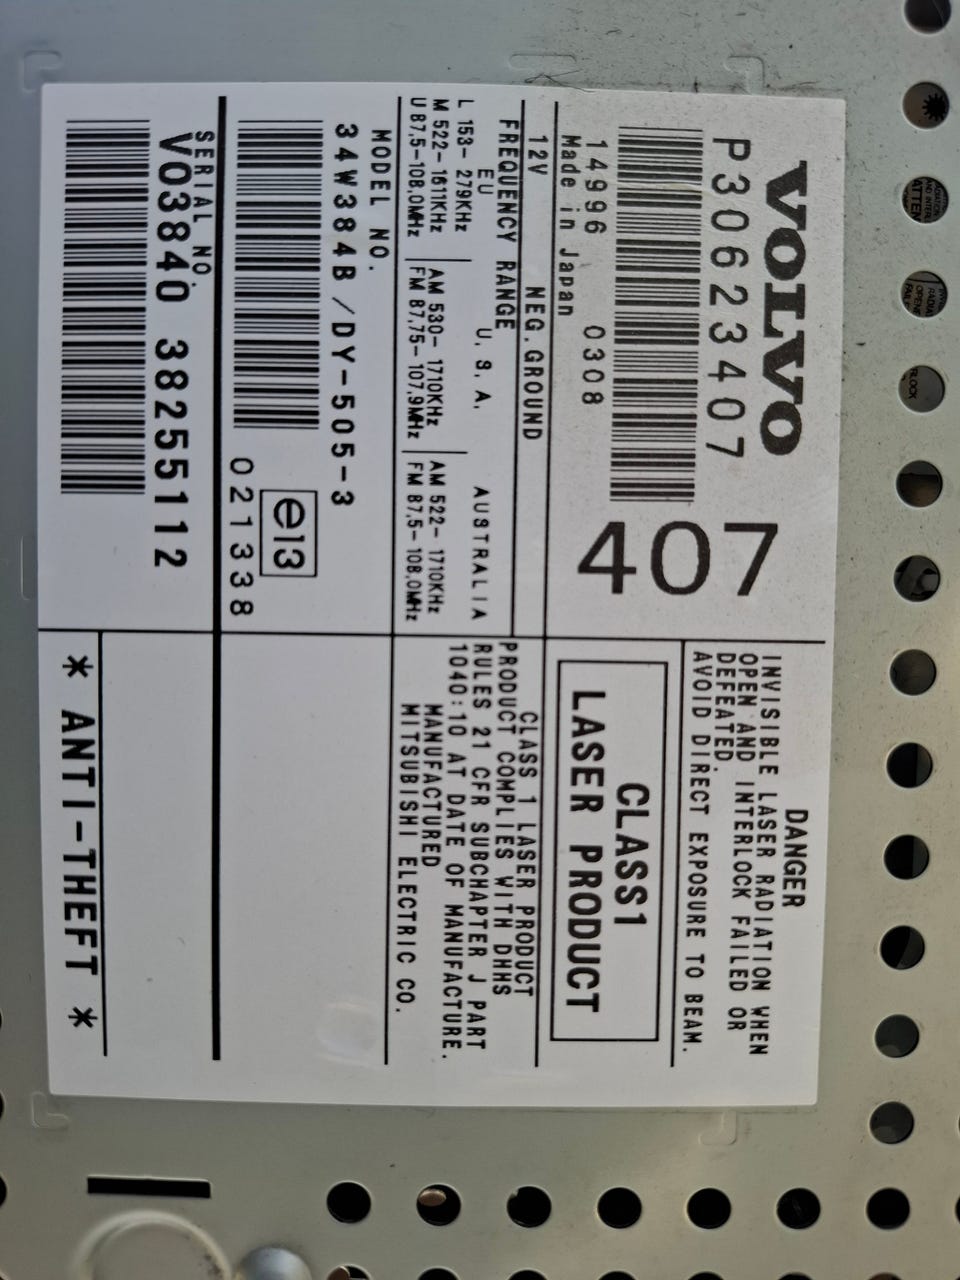 VOLVO
P30623407
407
14996 0308
Made in Japan
12V NEG.GROUND
FREQUENCY RANGE
EU U.S.A. AUSTRALIA
L 153- 279KHz
M 522-1611KHz AM 530-1710KHz AM 522-1710KHz
U 87.5-108.0MHz FM 87.75-107.9MHz FM 87.5-108.0MHz
MODEL NO.
34W384B/DY-505-3
e13
021338
SERIAL NO.
V03840 38255112
DANGER
INVISIBLE LASER RADIATION WHEN
OPEN AND INTERLOCK FAILED OR
DEFEATED.
AVOID DIRECT EXPOSURE TO BEAM.
CLASS1
LASER PRODUCT
CLASS 1 LASER PRODUCT
PRODUCT COMPLIES WITH DHHS
RULES 21 CFR SUBCHAPTER J PART
1040:10 AT DATE OF MANUFACTURE.
MANUFACTURED
MITSUBISHI ELECTRIC CO.
* ANTI-THEFT *